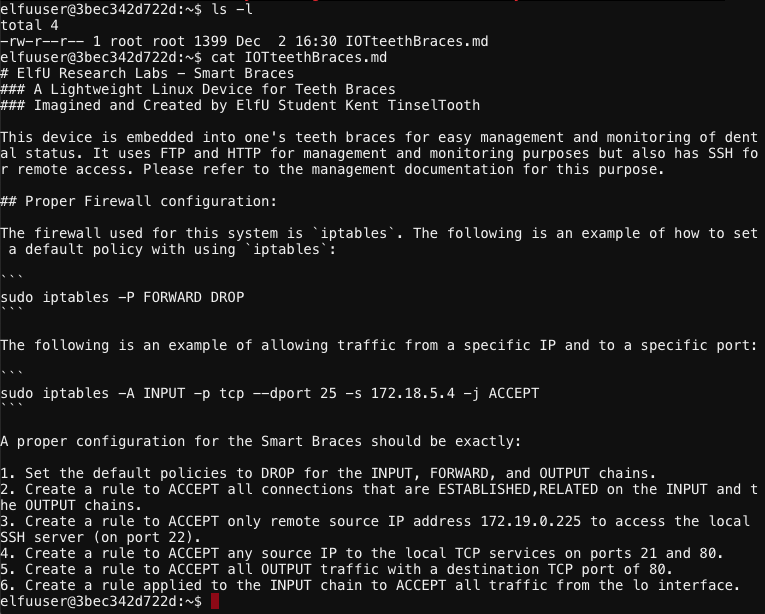 elfuuser@3bec342d722d:~$ ls -l
total 4
-rw-r--r-- 1 root root 1399 Dec  2 16:30 IOTteethBraces.md
elfuuser@3bec342d722d:~$ cat IOTteethBraces.md
# ElfU Research Labs - Smart Braces
### A Lightweight Linux Device for Teeth Braces
### Imagined and Created by ElfU Student Kent TinselTooth

This device is embedded into one's teeth braces for easy management and monitoring of dent
al status. It uses FTP and HTTP for management and monitoring purposes but also has SSH fo
r remote access. Please refer to the management documentation for this purpose.

## Proper Firewall configuration:

The firewall used for this system is `iptables`. The following is an example of how to set
 a default policy with using `iptables`:

```
sudo iptables -P FORWARD DROP
```

The following is an example of allowing traffic from a specific IP and to a specific port:

```
sudo iptables -A INPUT -p tcp --dport 25 -s 172.18.5.4 -j ACCEPT
```

A proper configuration for the Smart Braces should be exactly:

1. Set the default policies to DROP for the INPUT, FORWARD, and OUTPUT chains.
2. Create a rule to ACCEPT all connections that are ESTABLISHED,RELATED on the INPUT and t
he OUTPUT chains.
3. Create a rule to ACCEPT only remote source IP address 172.19.0.225 to access the local
SSH server (on port 22).
4. Create a rule to ACCEPT any source IP to the local TCP services on ports 21 and 80.
5. Create a rule to ACCEPT all OUTPUT traffic with a destination TCP port of 80.
6. Create a rule applied to the INPUT chain to ACCEPT all traffic from the lo interface.
elfuuser@3bec342d722d:~$